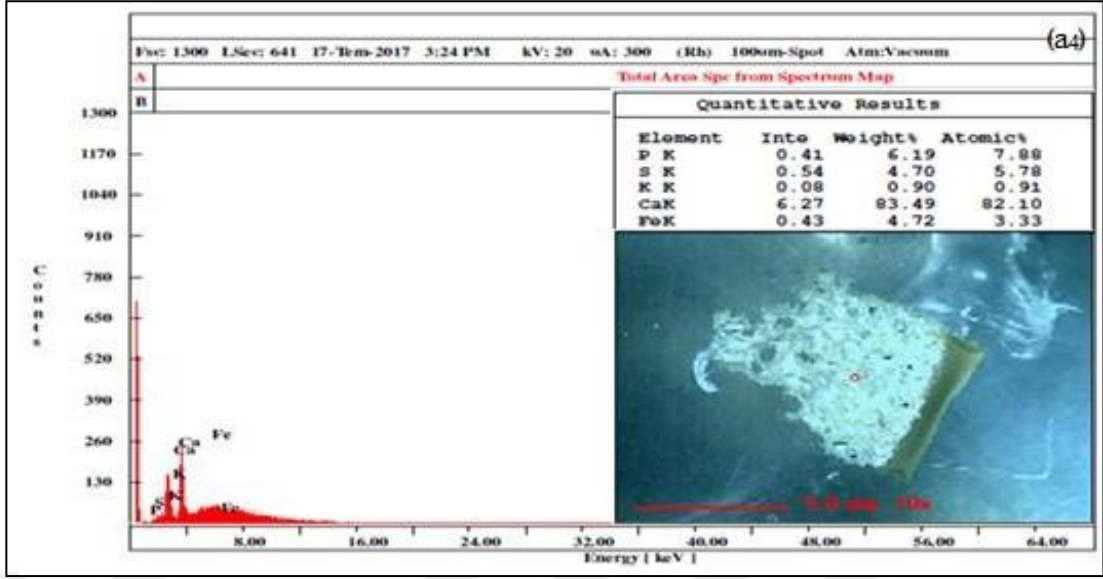 (a4)
Fsc: 1300 LSec: 641 17-Tem-2017 3:24 PM kV: 20 uA: 300 (Rh) 100um-Spot Atm:Vacuum
A
Total Area Spc from Spectrum Map
B
Quantitative Results
Element Inte Weight% Atomic%
P K 0.41 6.19 7.88
S K 0.54 4.70 5.78
K K 0.08 0.90 0.91
CaK 6.27 83.49 82.10
FeK 0.43 4.72 3.33
1300
1170
1040
910
780
650
520
390
260
130
Counts
Ca
Ca
Fe
K
K
S
P
Fe
8.00 16.00 24.00 32.00 40.00 48.00 56.00 64.00
Energy [ keV ]